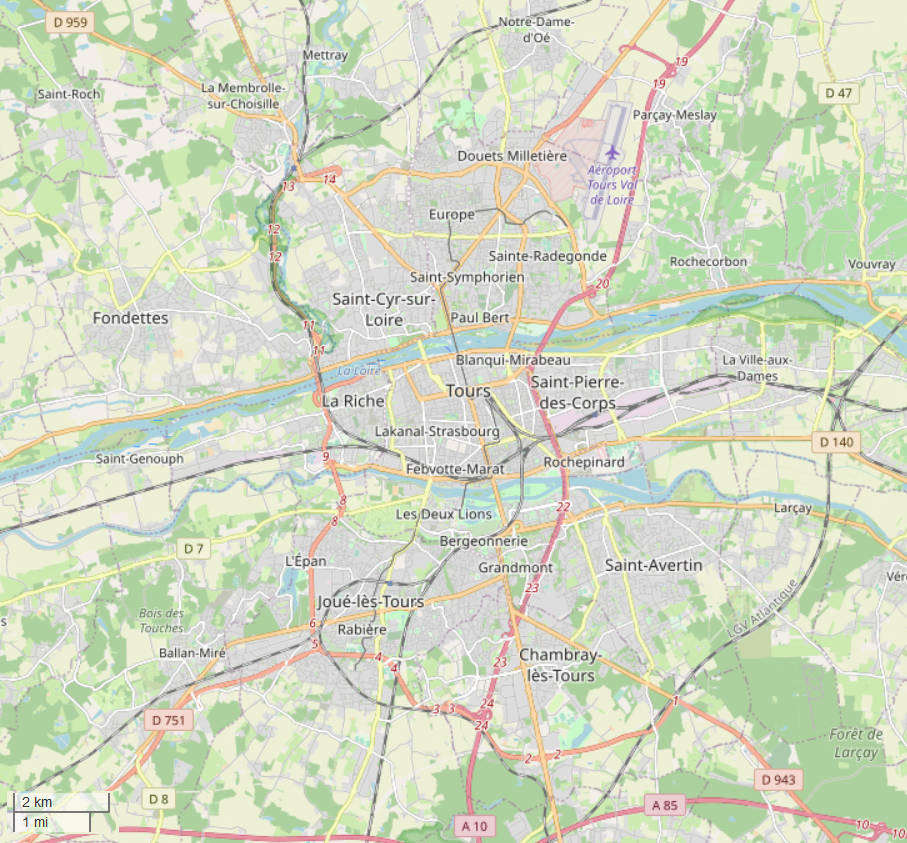 D 959
Notre-Dame-
d'Oé
Mettray
19
19
La Membrolle-
sur-Choisille
Saint-Roch
D 47
Parçay-Meslay
Douets Milletière
Aéroport
Tours Val
de Loire
14
13
Europe
12
12
Sainte-Radegonde
Rochecorbon
Vouvray
Saint-Symphorien
20
Saint-Cyr-sur-
Loire
Fondettes
Paul Bert
11
11
Blanqui-Mirabeau
La Ville-aux-
Dames
La Loire
Tours
Saint-Pierre-
des-Corps
La Riche
Lakanal-Strasbourg
D 140
Saint-Genouph
9
Febvotte-Marat
Rochepinard
8
8
22
Larçay
Les Deux Lions
D 7
Bergeonnerie
L'Épan
Grandmont
Saint-Avertin
Vér
23
LGV Atlantique
Joué-lès-Tours
Bois des
Touches
6
Rabière
s
5
Ballan-Miré
4
4
23
Chambray-
lès-Tours
1
3
3
24
24
D 751
Forêt de
Larçay
2
2
D 943
2 km
1 mi
D 8
A 85
A 10
10
10